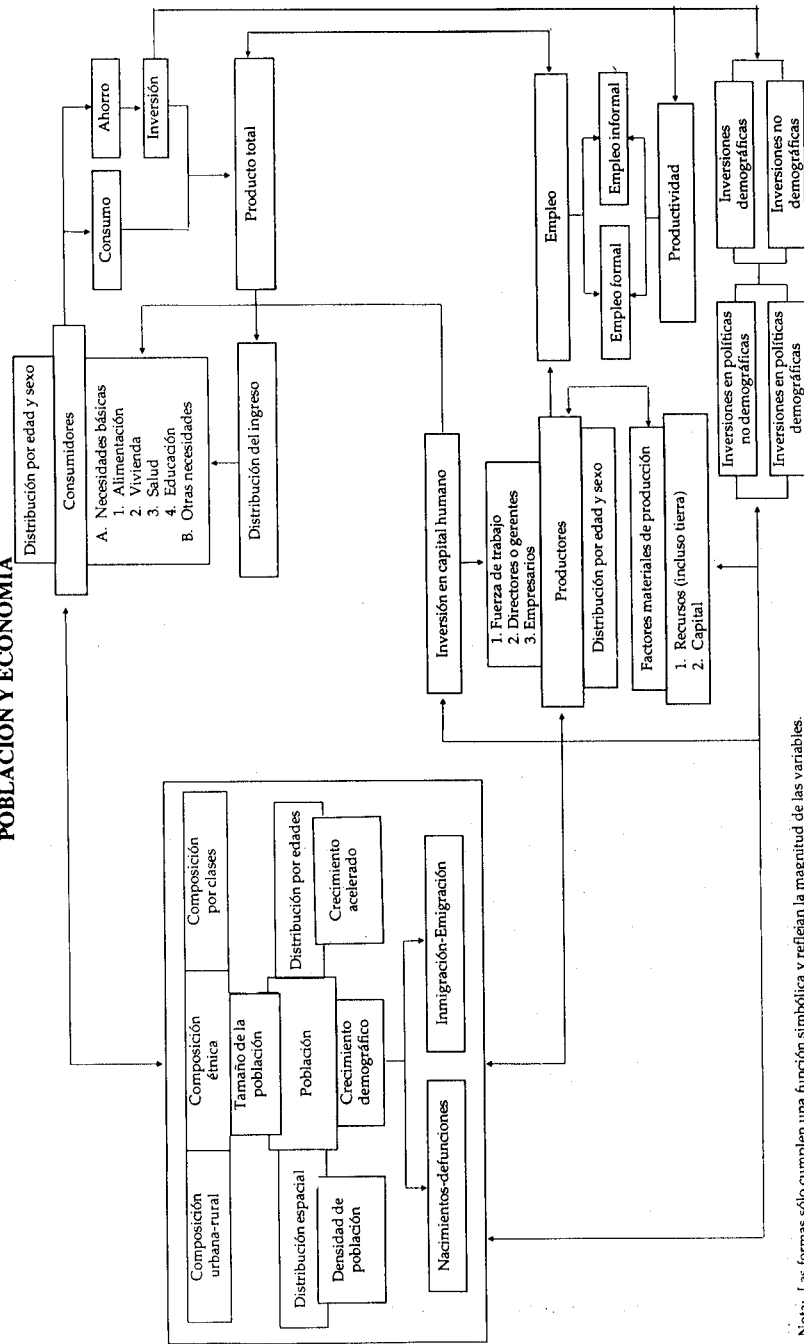 POBLACIÓN Y ECONOMÍA
Composición
urbana-rural
Composición
étnica
Composición
por clases
Tamaño de la
población
Distribución espacial
Densidad de
población
Población
Distribución por edades
Crecimiento
acelerado
Crecimiento
demográfico
Nacimientos-defunciones
Inmigración-Emigración
Distribución por edad y sexo
Consumidores
A. Necesidades básicas
1. Alimentación
2. Vivienda
3. Salud
4. Educación
B. Otras necesidades
Distribución del ingreso
Consumo
Ahorro
Inversión
Producto total
Inversión en capital humano
1. Fuerza de trabajo
2. Directores o gerentes
3. Empresarios
Productores
Distribución por edad y sexo
Factores materiales de producción
1. Recursos (incluso tierra)
2. Capital
Empleo
Empleo formal
Empleo informal
Productividad
Inversiones en políticas
no demográficas
Inversiones en políticas
demográficas
Inversiones
demográficas
Inversiones no
demográficas
Nota: Las formas sólo cumplen una función simbólica y reflejan la magnitud de las variables.